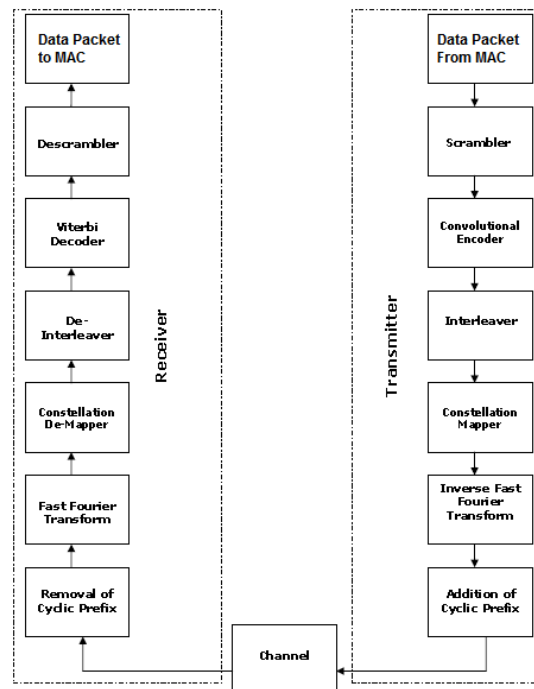 Data Packet
to MAC
Descrambler
Viterbi
Decoder
De-
Interleaver
Constellation
De-Mapper
Fast Fourier
Transform
Removal of
Cyclic Prefix
Receiver
Channel
Transmitter
Data Packet
From MAC
Scrambler
Convolutional
Encoder
Interleaver
Constellation
Mapper
Inverse Fast
Fourier
Transform
Addition of
Cyclic Prefix